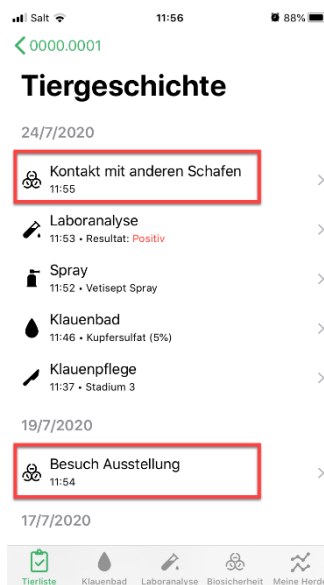 Salt 11:56 88%
0000.0001
Tiergeschichte
24/7/2020
Kontakt mit anderen Schafen
11:55
Laboranalyse
11:53 • Resultat: Positiv
Spray
11:52 • Vetisept Spray
Klauenbad
11:46 • Kupfersulfat (5%)
Klauenpflege
11:37 • Stadium 3
19/7/2020
Besuch Ausstellung
11:54
17/7/2020
Tierliste Klauenbad Laboranalyse Biosicherheit Meine Herde